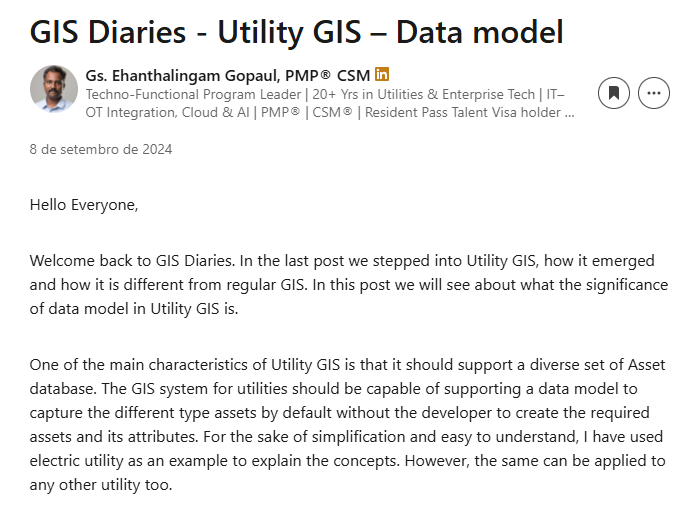 GIS Diaries - Utility GIS – Data model
Gs. Ehanthalingam Gopaul, PMP® CSM in
Techno-Functional Program Leader | 20+ Yrs in Utilities & Enterprise Tech | IT–
OT Integration, Cloud & AI | PMP® | CSM® | Resident Pass Talent Visa holder ...
8 de setembro de 2024
Hello Everyone,
Welcome back to GIS Diaries. In the last post we stepped into Utility GIS, how it emerged
and how it is different from regular GIS. In this post we will see about what the significance
of data model in Utility GIS is.
One of the main characteristics of Utility GIS is that it should support a diverse set of Asset
database. The GIS system for utilities should be capable of supporting a data model to
capture the different type assets by default without the developer to create the required
assets and its attributes. For the sake of simplification and easy to understand, I have used
electric utility as an example to explain the concepts. However, the same can be applied to
any other utility too.